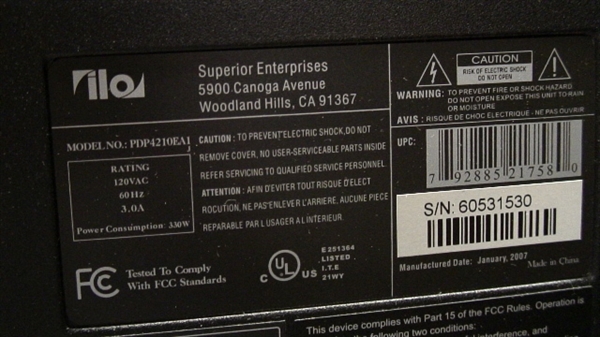 ilo
Superior Enterprises
5900 Canoga Avenue
Woodland Hills, CA 91367
MODEL NO.: PDP4210EA1
RATING
120VAC
60Hz
3.0A
Power Consumption: 330W
CAUTION : TO PREVENT ELECTRIC SHOCK,DO NOT
REMOVE COVER, NO USER-SERVICEABLE PARTS INSIDE
REFER SERVICING TO QUALIFIED SERVICE PERSONNEL
ATTENTION : AFIN D'EVITER TOUT RISQUE D'ELECT
ROCUTION, NE PAS ENLEVER L'ARRIERE, AUCUNE PIECE
REPARABLE PAR L USAGER A L INTERIEUR.
FC Tested To Comply
With FCC Standards
C UL US
E 251364
LISTED
I.T.E
21WY
CAUTION
RISK OF ELECTRIC SHOCK
DO NOT OPEN
WARNING: TO PREVENT FIRE OR SHOCK HAZARD
DO NOT OPEN EXPOSE THIS UNIT TO RAIN
OR MOISTURE
AVIS : RISQUE DE CHOC ELECTRIQUE - NE PAS OUVRIR
UPC:
7 92885 21758 0
S/N: 60531530
Manufactured Date: January, 2007
Made in China
This device complies with Part 15 of the FCC Rules. Operation is
following two conditions:
interference, and